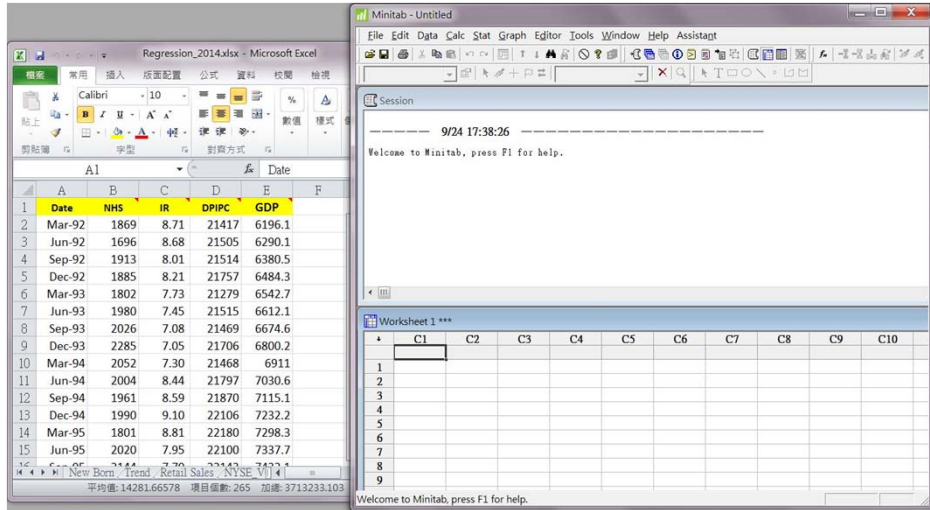 Regression_2014.xlsx - Microsoft Excel
檔案 常用 插入 版面配置 公式 資料 校閱 檢視
Calibri 10
貼上 B I U A A 中文 % 數值 A 樣式
剪貼簿 字型 對齊方式
A1 fx Date
A B C D E F
1 Date NHS IR DPIPC GDP
2 Mar-92 1869 8.71 21417 6196.1
3 Jun-92 1696 8.68 21505 6290.1
4 Sep-92 1913 8.01 21514 6380.5
5 Dec-92 1885 8.21 21757 6484.3
6 Mar-93 1802 7.73 21279 6542.7
7 Jun-93 1980 7.45 21515 6612.1
8 Sep-93 2026 7.08 21469 6674.6
9 Dec-93 2285 7.05 21706 6800.2
10 Mar-94 2052 7.30 21468 6911
11 Jun-94 2004 8.44 21797 7030.6
12 Sep-94 1961 8.59 21870 7115.1
13 Dec-94 1990 9.10 22106 7232.2
14 Mar-95 1801 8.81 22180 7298.3
15 Jun-95 2020 7.95 22100 7337.7
New Born Trend Retail Sales NYSE_V
平均值: 14281.66578 項目個數: 265 加總: 3713233.103
Minitab - Untitled
File Edit Data Calc Stat Graph Editor Tools Window Help Assistant
Session
————— 9/24 17:38:26 ————————————————————
Welcome to Minitab, press F1 for help.
Worksheet 1 ***
C1 C2 C3 C4 C5 C6 C7 C8 C9 C10
1
2
3
4
5
6
7
8
9
Welcome to Minitab, press F1 for help.